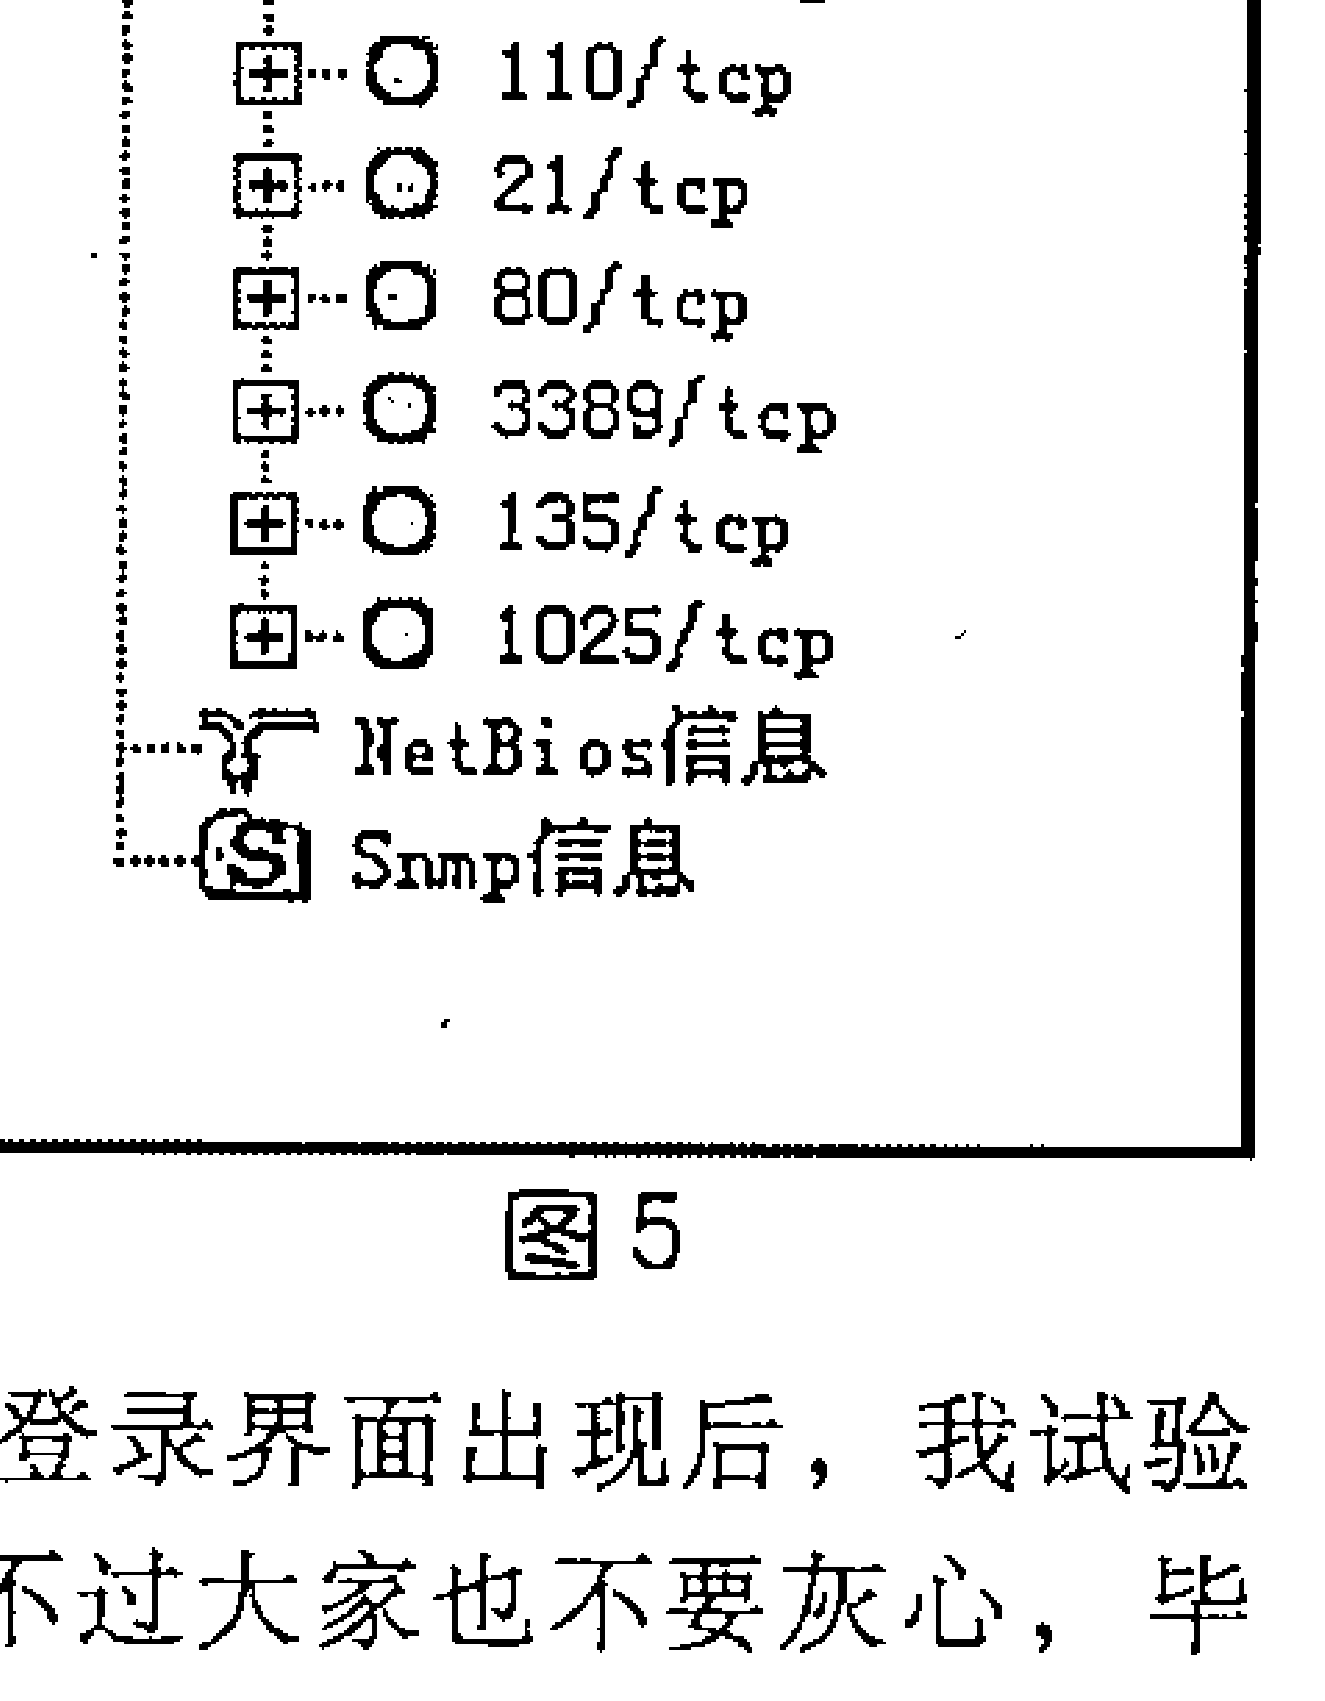 110/tcp
21/tcp
80/tcp
3389/tcp
135/tcp
1025/tcp
NetBios信息
Snmp信息
图 5
登录界面出现后，我试验
不过大家也不要灰心，毕